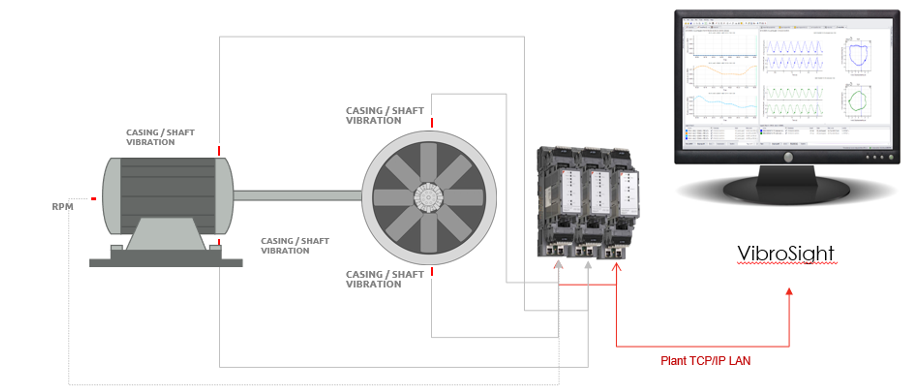 CASING / SHAFT
VIBRATION
CASING / SHAFT
VIBRATION
RPM
CASING / SHAFT
VIBRATION
CASING / SHAFT
VIBRATION
VibroSight
Plant TCP/IP LAN